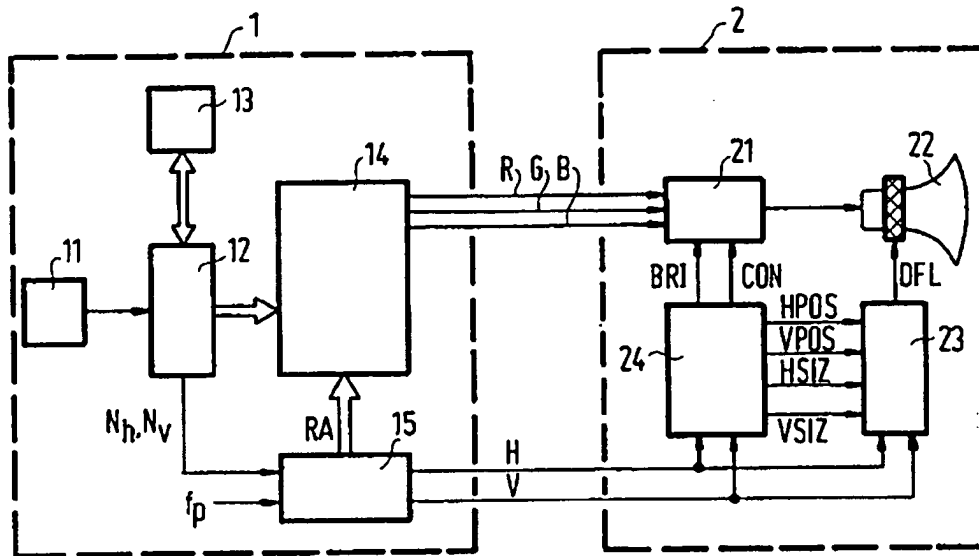 1
2
13
14
R G B
21
22
11
12
BRI
CON
DFL
HPOS
VPOS
HSIZ
VSIZ
24
23
Nh, Nv
RA
15
H
V
fp